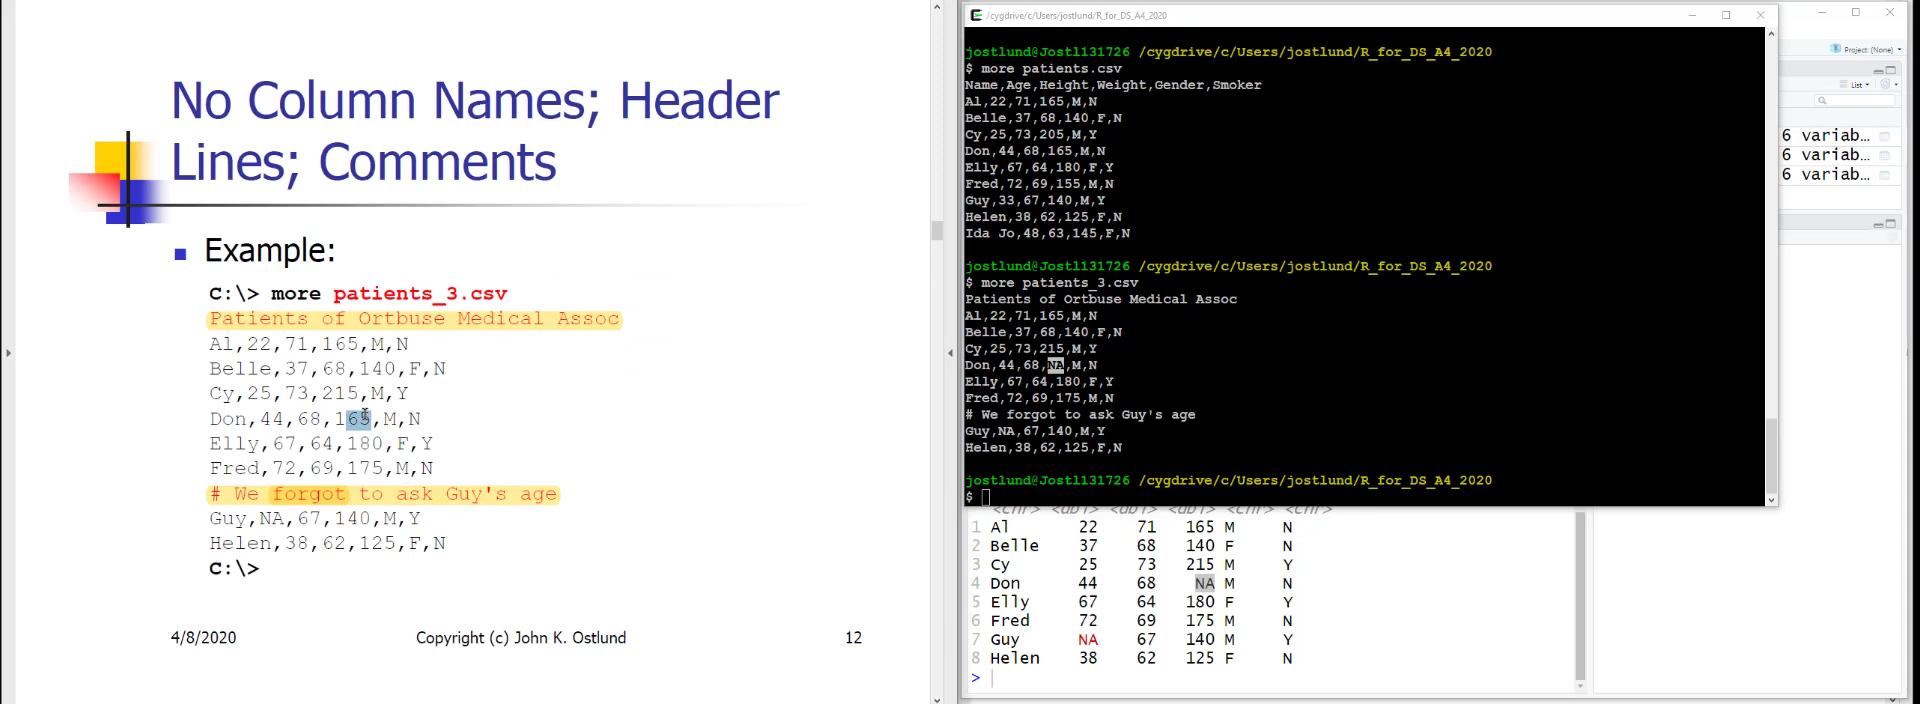 No Column Names; Header
Lines; Comments
Example:
C:\> more patients_3.csv
Patients of Ortbuse Medical Assoc
Al,22,71,165,M,N
Belle,37,68,140,F,N
Cy,25,73,215,M,Y
Don,44,68,165,M,N
Elly,67,64,180,F,Y
Fred,72,69,175,M,N
# We forgot to ask Guy's age
Guy,NA,67,140,M,Y
Helen,38,62,125,F,N
C:\>
4/8/2020
Copyright (c) John K. Ostlund
12
/cygdrive/c/Users/jostlund/R_for_DS_A4_2020
jostlund@Jostl131726 /cygdrive/c/Users/jostlund/R_for_DS_A4_2020
$ more patients.csv
Name,Age,Height,Weight,Gender,Smoker
Al,22,71,165,M,N
Belle,37,68,140,F,N
Cy,25,73,205,M,Y
Don,44,68,165,M,N
Elly,67,64,180,F,Y
Fred,72,69,155,M,N
Guy,33,67,140,M,Y
Helen,38,62,125,F,N
Ida Jo,48,63,145,F,N
jostlund@Jostl131726 /cygdrive/c/Users/jostlund/R_for_DS_A4_2020
$ more patients_3.csv
Patients of Ortbuse Medical Assoc
Al,22,71,165,M,N
Belle,37,68,140,F,N
Cy,25,73,215,M,Y
Don,44,68,NA,M,N
Elly,67,64,180,F,Y
Fred,72,69,175,M,N
# We forgot to ask Guy's age
Guy,NA,67,140,M,Y
Helen,38,62,125,F,N
jostlund@Jostl131726 /cygdrive/c/Users/jostlund/R_for_DS_A4_2020
$
<chr> <dbl> <dbl> <dbl> <chr> <chr>
1 Al 22 71 165 M N
2 Belle 37 68 140 F N
3 Cy 25 73 215 M Y
4 Don 44 68 NA M N
5 Elly 67 64 180 F Y
6 Fred 72 69 175 M N
7 Guy NA 67 140 M Y
8 Helen 38 62 125 F N
>
Project: (None)
List
6 variab...
6 variab...
6 variab...